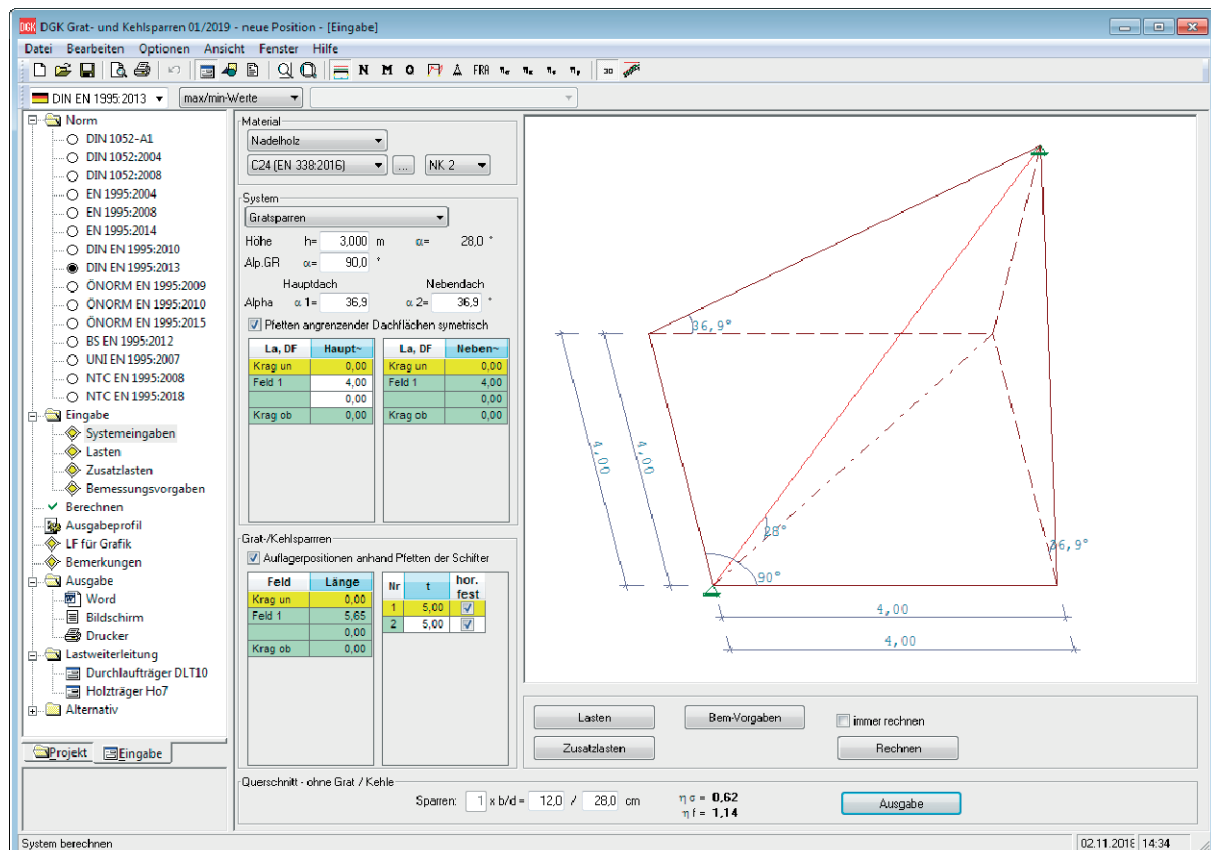 DGK DGK Grat- und Kehlsparren 01/2019 - neue Position - [Eingabe]
Datei Bearbeiten Optionen Ansicht Fenster Hilfe
N M Q FRA 3D
DIN EN 1995:2013 max/min-Werte
Norm
DIN 1052-A1
DIN 1052:2004
DIN 1052:2008
EN 1995:2004
EN 1995:2008
EN 1995:2014
DIN EN 1995:2010
DIN EN 1995:2013
ÖNORM EN 1995:2009
ÖNORM EN 1995:2010
ÖNORM EN 1995:2015
BS EN 1995:2012
UNI EN 1995:2007
NTC EN 1995:2008
NTC EN 1995:2018
Eingabe
Systemeingaben
Lasten
Zusatzlasten
Bemessungsvorgaben
Berechnen
Ausgabeprofil
LF für Grafik
Bemerkungen
Ausgabe
Word
Bildschirm
Drucker
Lastweiterleitung
Durchlaufträger DLT10
Holzträger Ho7
Alternativ
Projekt Eingabe
Material
Nadelholz
C24 (EN 338:2016) ... NK 2
System
Gratsparren
Höhe h= 3,000 m α= 28,0 °
Alp.GR α= 90,0 °
Hauptdach Nebendach
Alpha α 1= 36,9 α 2= 36,9 °
Pfetten angrenzender Dachflächen symetrisch
La, DF Haupt~ La, DF Neben~
Krag un 0,00 Krag un 0,00
Feld 1 4,00 Feld 1 4,00
0,00 0,00
Krag ob 0,00 Krag ob 0,00
Grat-/Kehlsparrren
Auflagerpositionen anhand Pfetten der Schifter
Feld Länge Nr t hor. fest
Krag un 0,00 1 5,00
Feld 1 5,65 2 5,00
0,00
Krag ob 0,00
36,9°
4,00
4,00
28°
36,9°
90°
4,00
4,00
Lasten Bem-Vorgaben immer rechnen
Zusatzlasten Rechnen
Querschnitt - ohne Grat / Kehle
Sparren: 1 x b/d = 12,0 / 28,0 cm η σ = 0,62
η f = 1,14
Ausgabe
System berechnen 02.11.2018 14:34